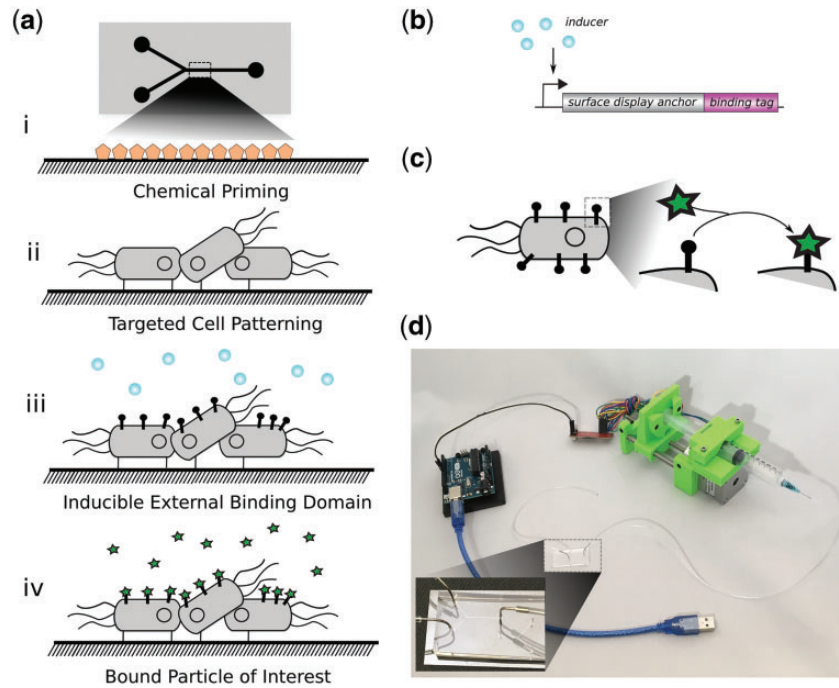 (a)
i
Chemical Priming
ii
Targeted Cell Patterning
iii
Inducible External Binding Domain
iv
Bound Particle of Interest
(b)
inducer
surface display anchor binding tag
(c)
(d)